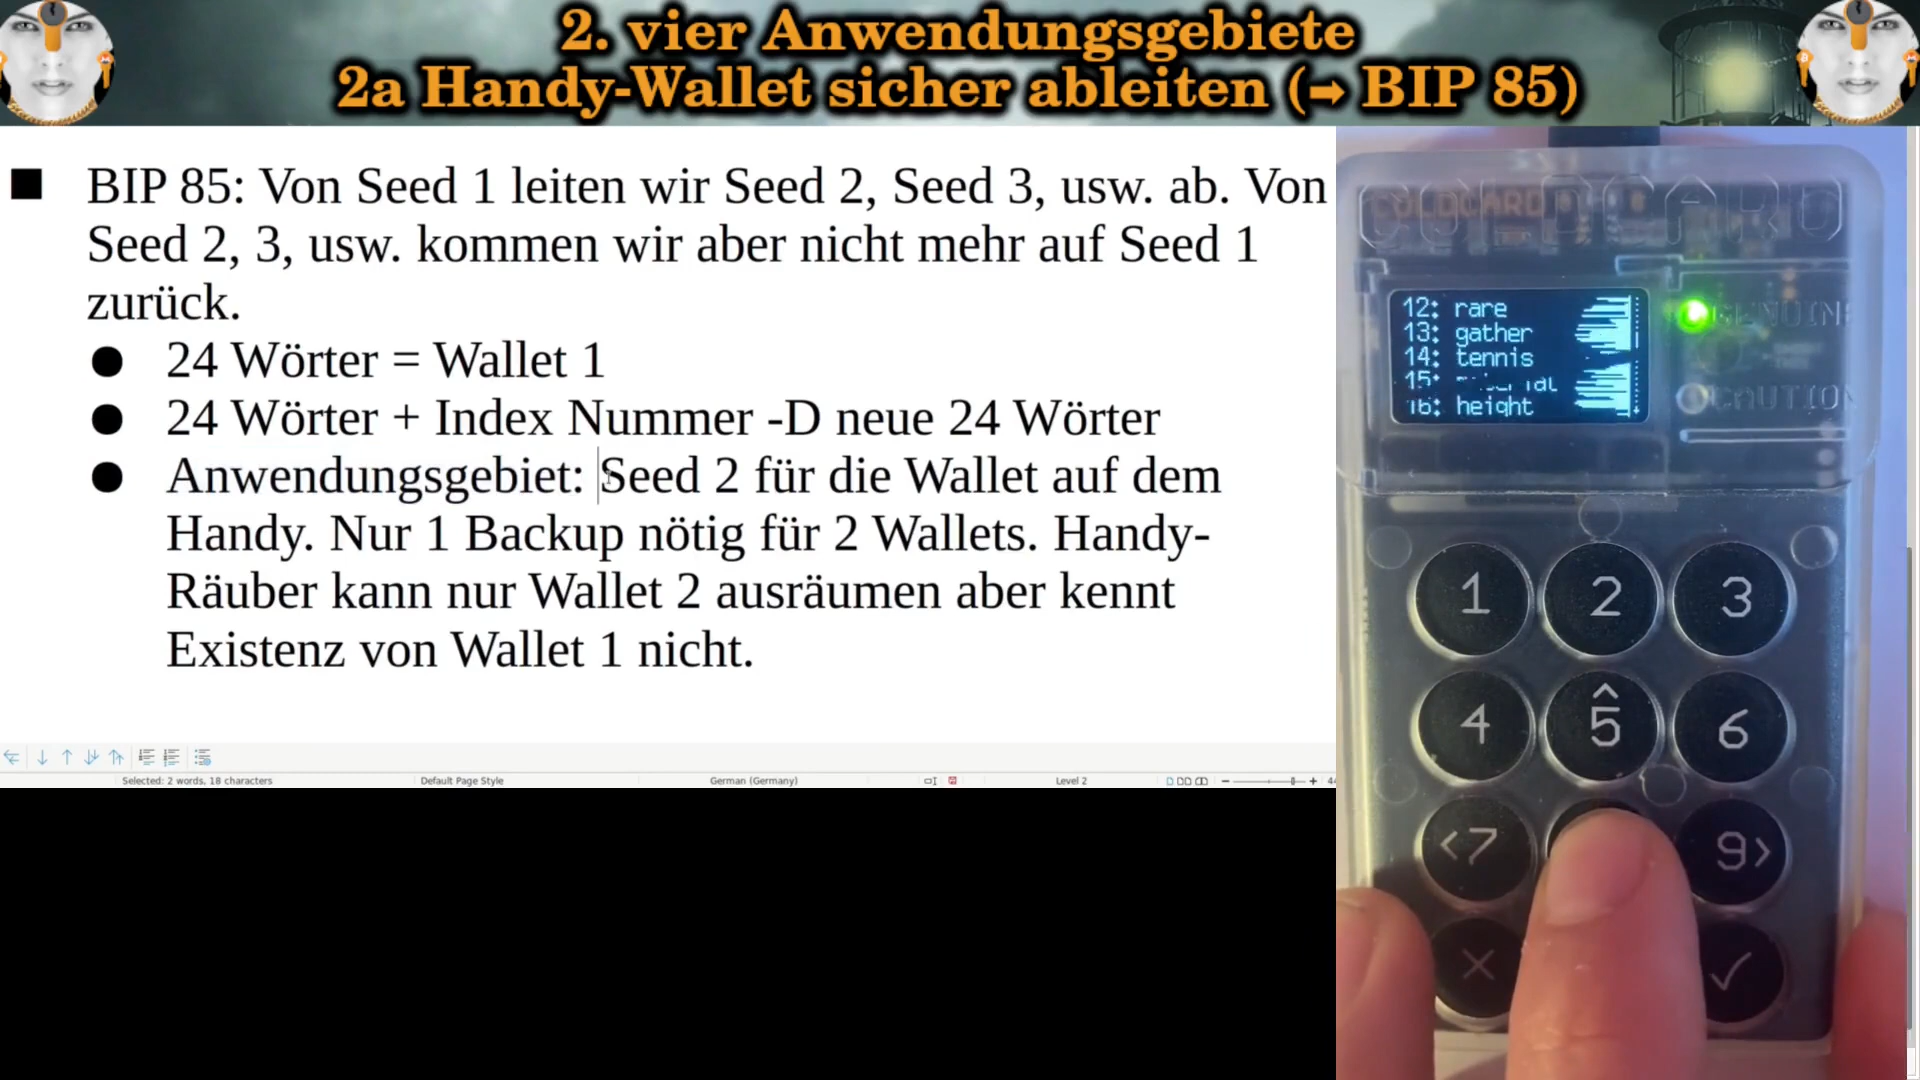 2. vier Anwendungsgebiete
2a Handy-Wallet sicher ableiten (➞ BIP 85)
BIP 85: Von Seed 1 leiten wir Seed 2, Seed 3, usw. ab. Von
Seed 2, 3, usw. kommen wir aber nicht mehr auf Seed 1
zurück.
24 Wörter = Wallet 1
24 Wörter + Index Nummer -D neue 24 Wörter
Anwendungsgebiet: Seed 2 für die Wallet auf dem
Handy. Nur 1 Backup nötig für 2 Wallets. Handy-
Räuber kann nur Wallet 2 ausräumen aber kennt
Existenz von Wallet 1 nicht.
Selected: 2 words, 18 characters
Default Page Style
German (Germany)
Level 2
COLDCARD
12: rare
13: gather
14: tennis
15:
16: height
GENUINE
CAUTION
1 2 3
4 5 6
<7 9>